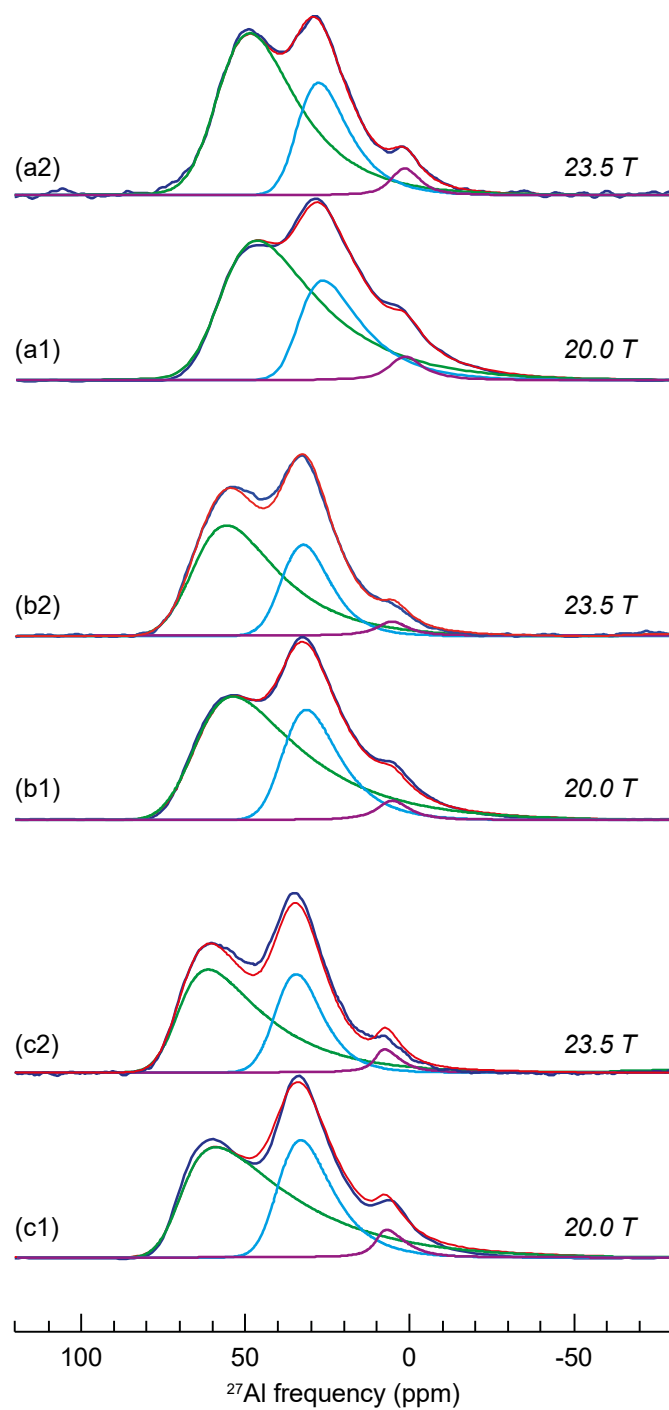 (a2) 23.5 T
(a1) 20.0 T
(b2) 23.5 T
(b1) 20.0 T
(c2) 23.5 T
(c1) 20.0 T
100 50 0 -50
²⁷Al frequency (ppm)